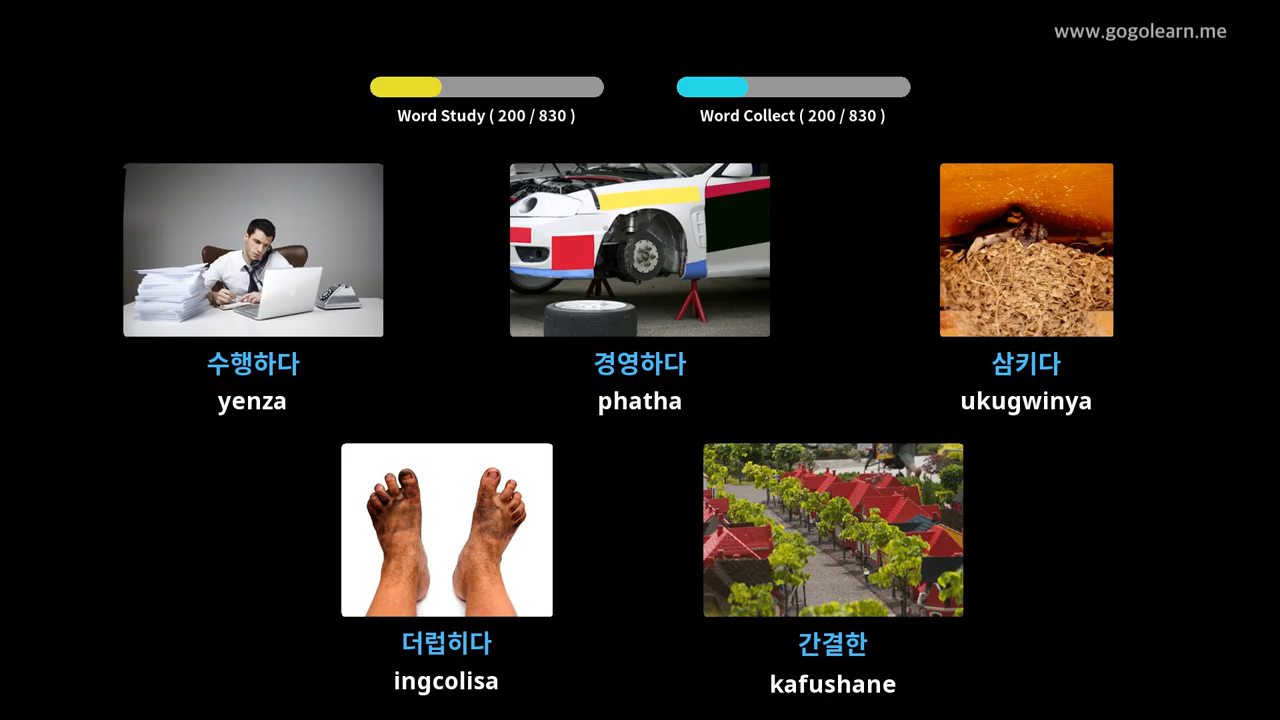 www.gogolearn.me
Word Study ( 200 / 830 )
Word Collect ( 200 / 830 )
수행하다
yenza
경영하다
phatha
삼키다
ukugwinya
더럽히다
ingcolisa
간결한
kafushane